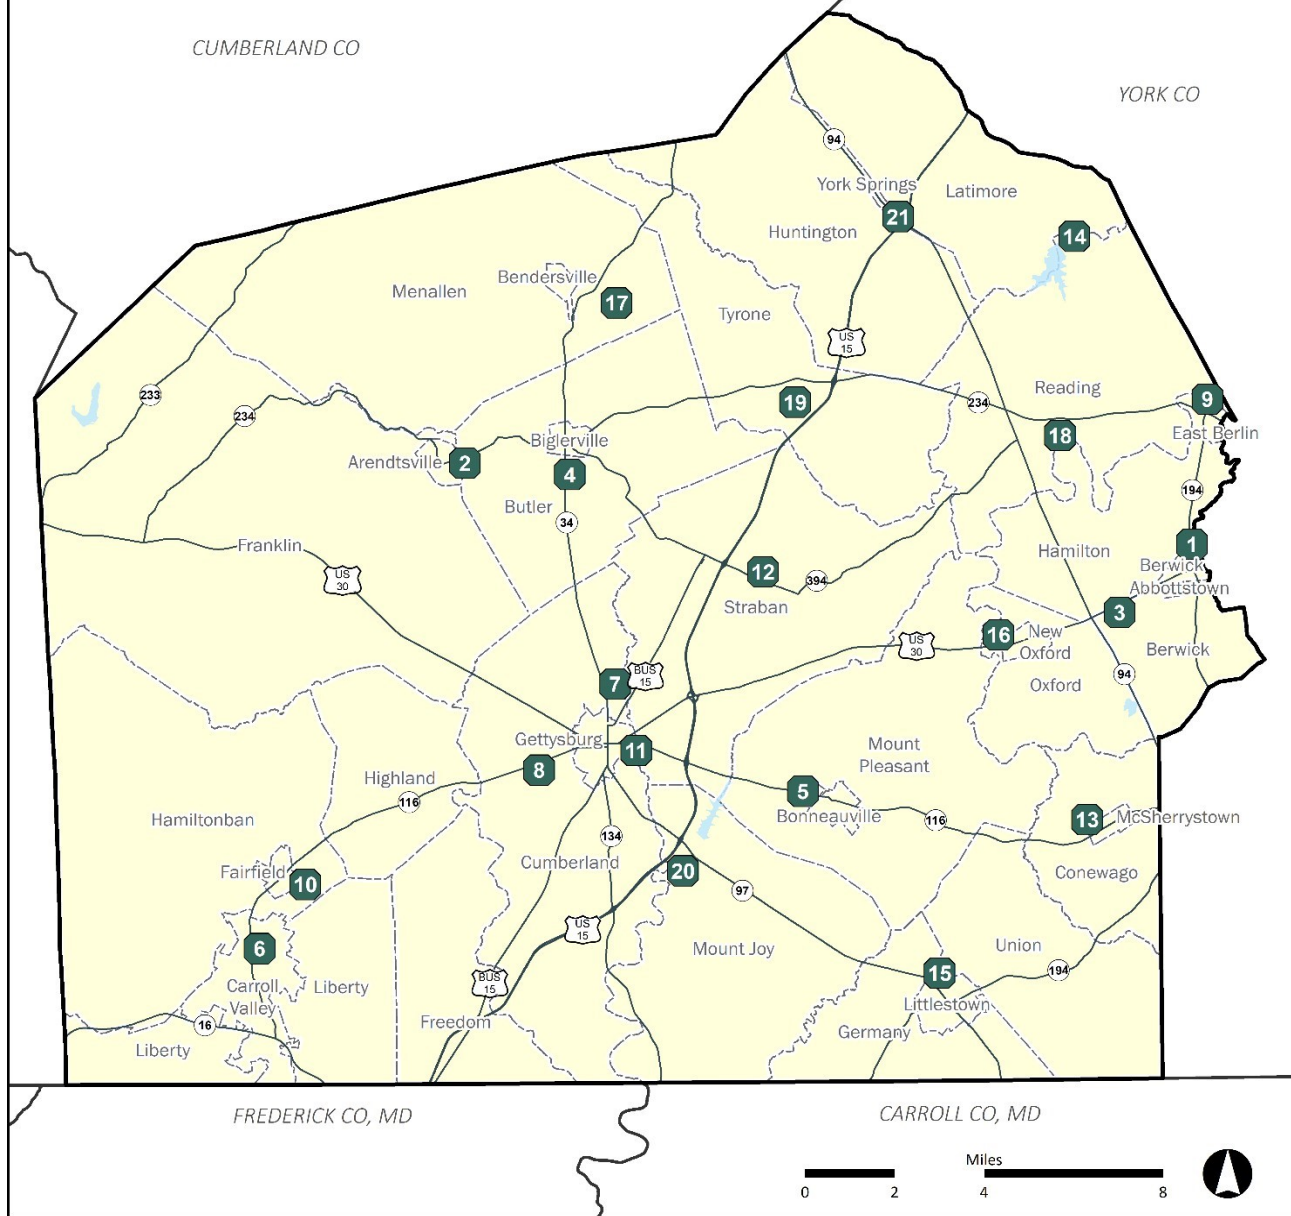 CUMBERLAND CO
YORK CO
94
York Springs
Latimore
21
Huntington
14
Menallen
Bendersville
17
Tyrone
US
15
233
234
Reading
9
19
234
18
East Berlin
Biglerville
Arendtsville
2
4
194
Butler
34
1
Franklin
Hamilton
US
30
12
394
Berwick
Abbottstown
Straban
3
16
New
Oxford
US
30
Berwick
BUS
15
7
94
Oxford
Gettysburg
11
Mount
Pleasant
8
Highland
5
116
Bonneauville
116
13
McSherrystown
Hamiltonban
134
Cumberland
Fairfield
10
20
Conewago
97
US
15
6
Mount Joy
Union
194
15
Carroll
Valley
Liberty
BUS
15
Littlestown
16
Freedom
Germany
Liberty
FREDERICK CO, MD
CARROLL CO, MD
Miles
0
2
4
8